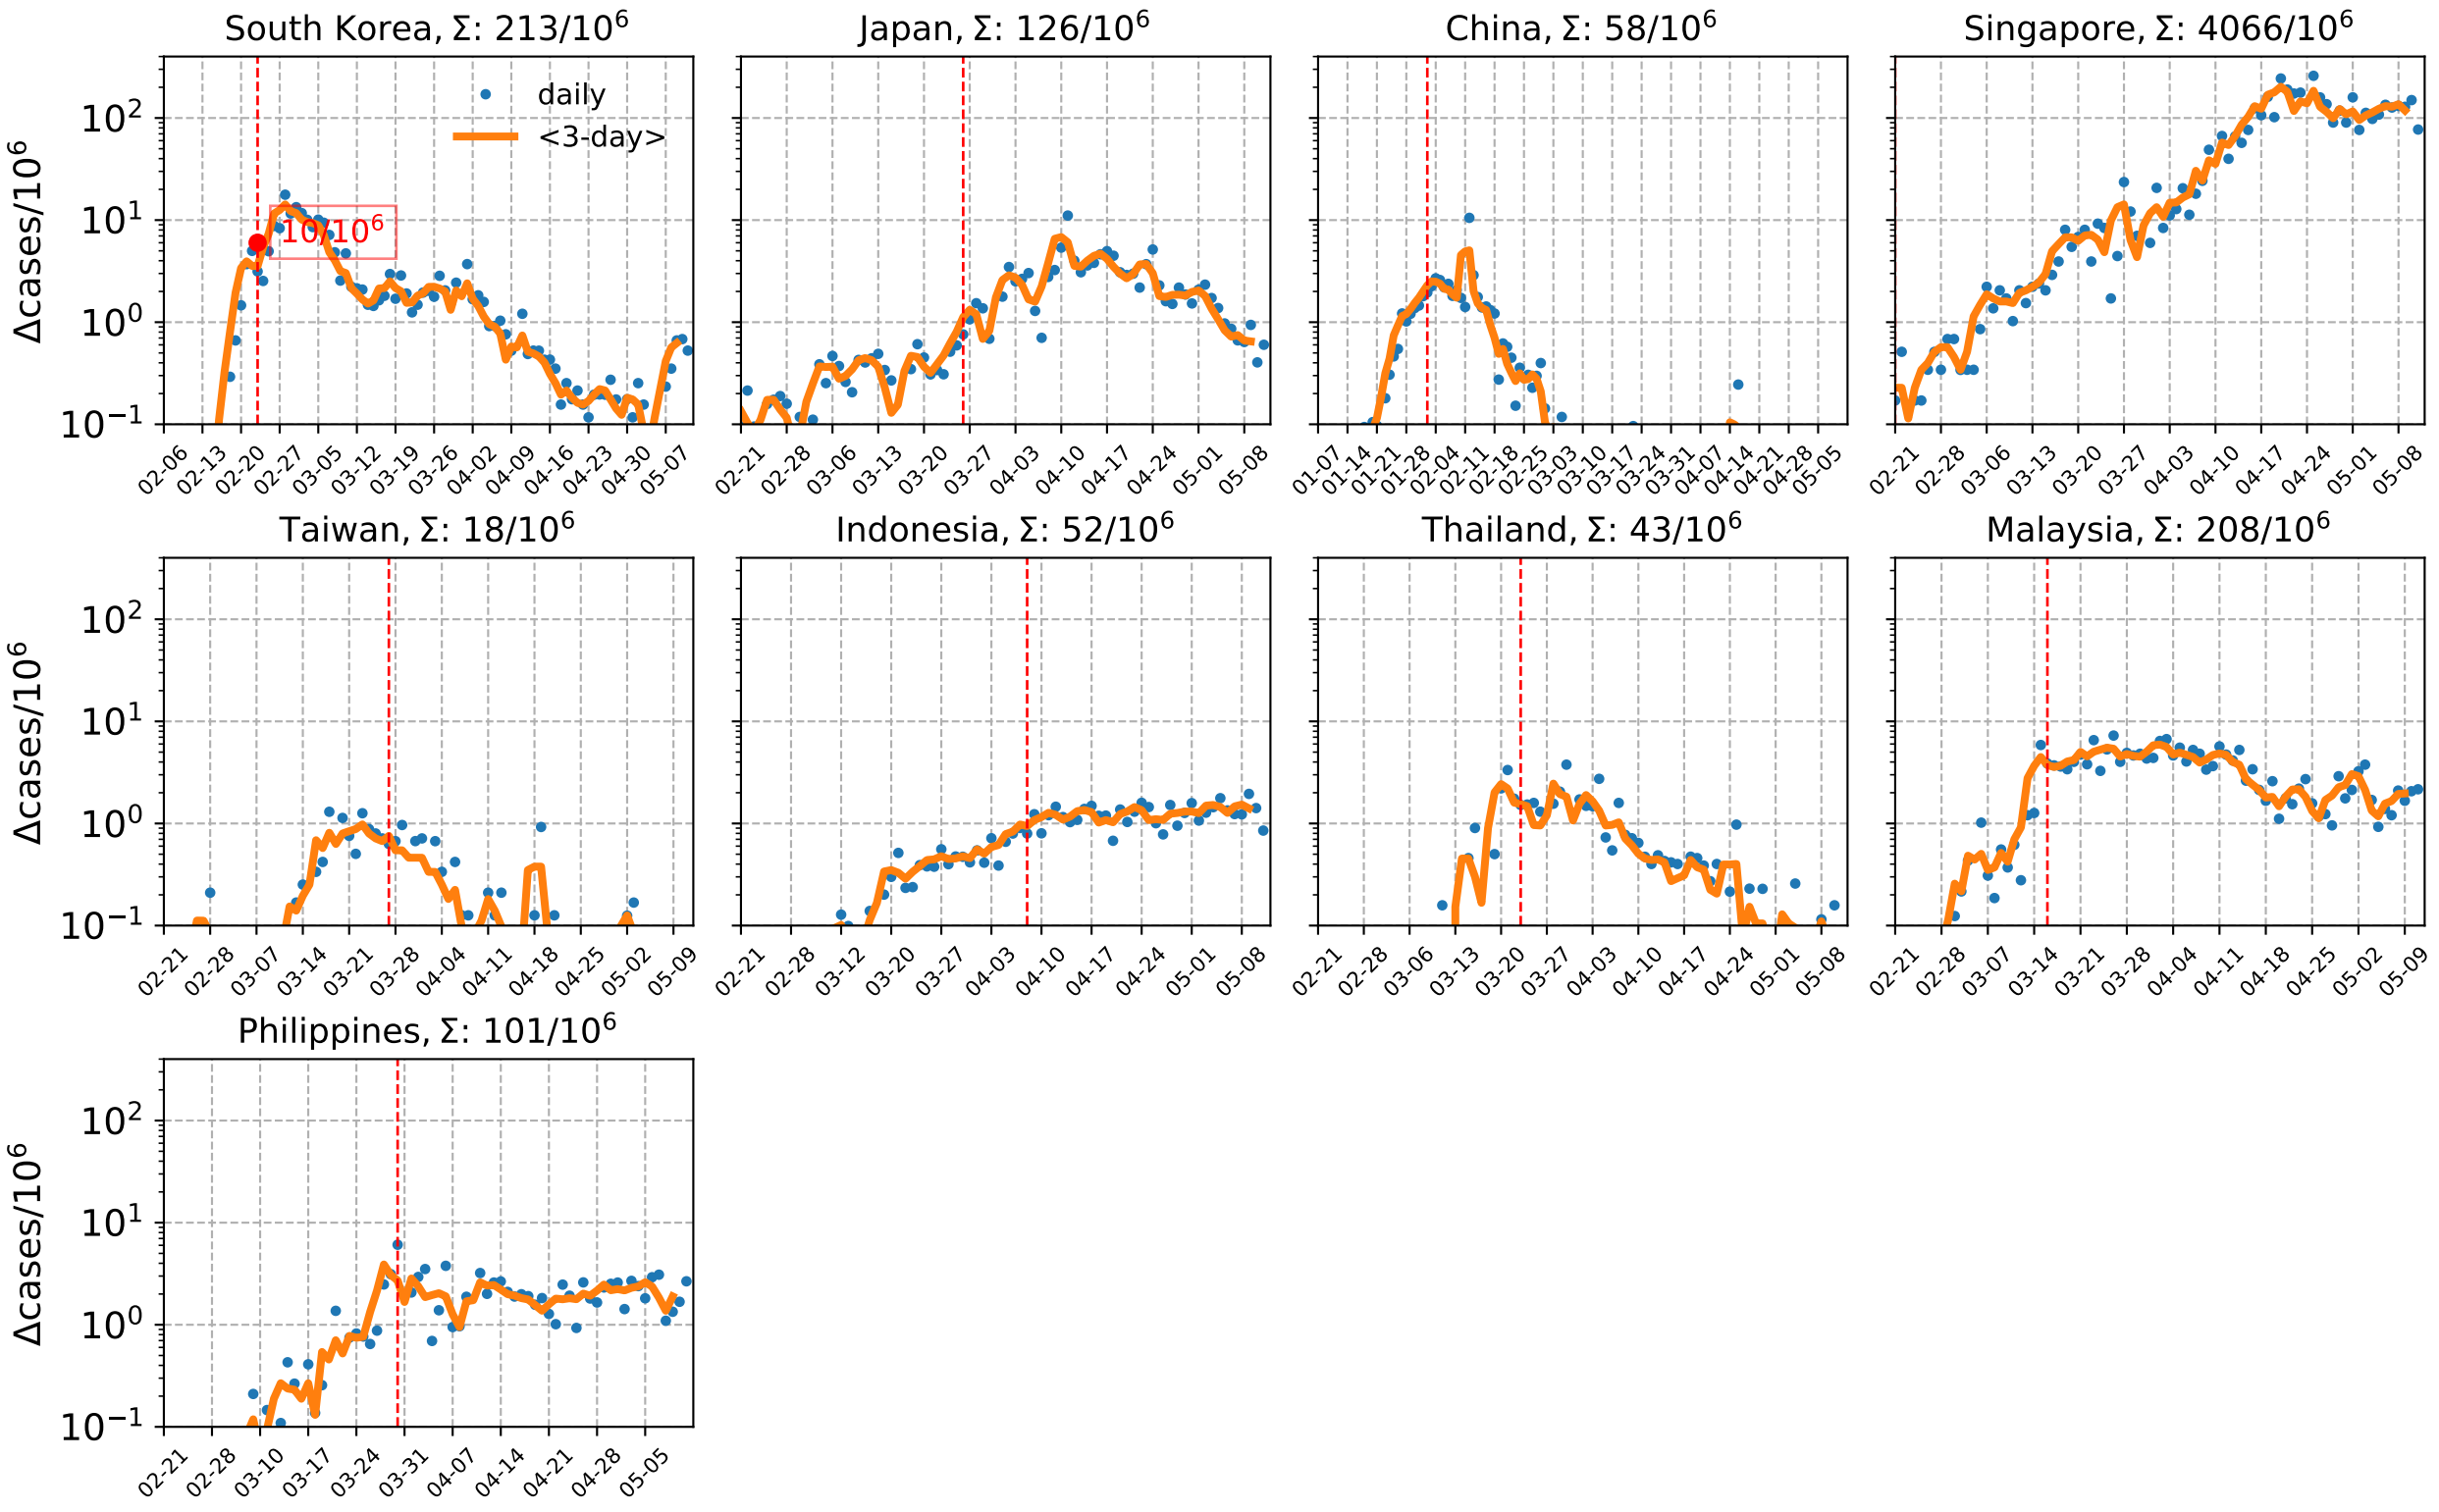 South Korea, Σ: 213/10⁶
Japan, Σ: 126/10⁶
China, Σ: 58/10⁶
Singapore, Σ: 4066/10⁶
Δcases/10⁶
10²
10¹
10⁰
10⁻¹
daily
<3-day>
10/10⁶
02-06 02-13 02-20 02-27 03-05 03-12 03-19 03-26 04-02 04-09 04-16 04-23 04-30 05-07
02-21 02-28 03-06 03-13 03-20 03-27 04-03 04-10 04-17 04-24 05-01 05-08
01-07 01-14 01-21 01-28 02-04 02-11 02-18 02-25 03-03 03-10 03-17 03-24 03-31 04-07 04-14 04-21 04-28 05-05
02-21 02-28 03-06 03-13 03-20 03-27 04-03 04-10 04-17 04-24 05-01 05-08
Taiwan, Σ: 18/10⁶
Indonesia, Σ: 52/10⁶
Thailand, Σ: 43/10⁶
Malaysia, Σ: 208/10⁶
Δcases/10⁶
10²
10¹
10⁰
10⁻¹
02-21 02-28 03-07 03-14 03-21 03-28 04-04 04-11 04-18 04-25 05-02 05-09
02-21 02-28 03-12 03-20 03-27 04-03 04-10 04-17 04-24 05-01 05-08
02-21 02-28 03-06 03-13 03-20 03-27 04-03 04-10 04-17 04-24 05-01 05-08
02-21 02-28 03-07 03-14 03-21 03-28 04-04 04-11 04-18 04-25 05-02 05-09
Philippines, Σ: 101/10⁶
Δcases/10⁶
10²
10¹
10⁰
10⁻¹
02-21 02-28 03-10 03-17 03-24 03-31 04-07 04-14 04-21 04-28 05-05